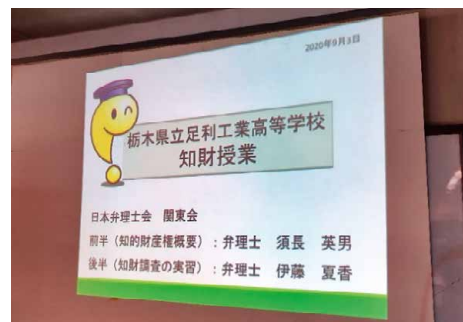 2020年9月3日
栃木県立足利工業高等学校
知財授業
日本弁理士会 関東会
前半(知的財産権概要):弁理士 須長 英男
後半(知財調査の実習):弁理士 伊藤 夏香